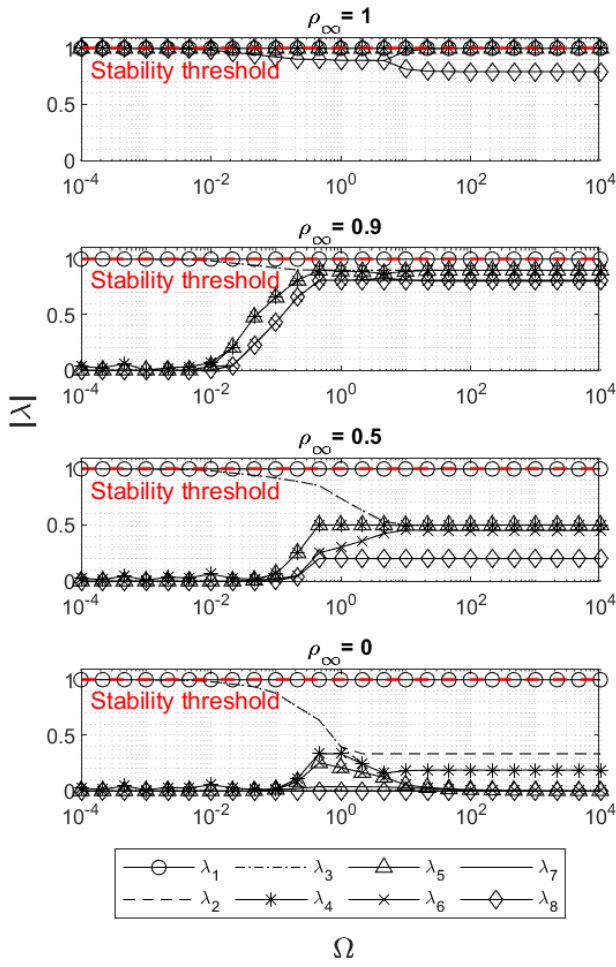 ρ∞ = 1
1
Stability threshold
0.5
0
10⁻⁴ 10⁻² 10⁰ 10² 10⁴
ρ∞ = 0.9
1
Stability threshold
0.5
0
10⁻⁴ 10⁻² 10⁰ 10² 10⁴
|λ|
ρ∞ = 0.5
1
Stability threshold
0.5
0
10⁻⁴ 10⁻² 10⁰ 10² 10⁴
ρ∞ = 0
1
Stability threshold
0.5
0
10⁻⁴ 10⁻² 10⁰ 10² 10⁴
λ₁ λ₃ λ₅ λ₇
λ₂ λ₄ λ₆ λ₈
Ω